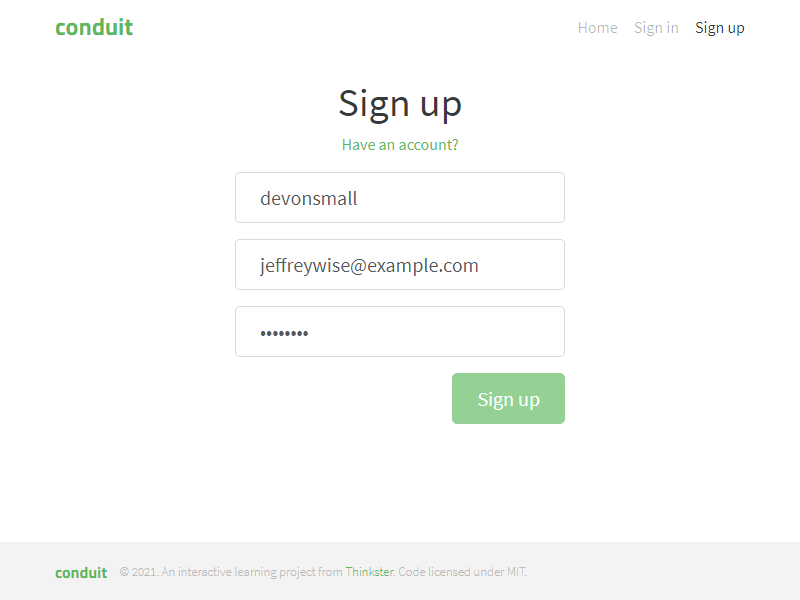 conduit
Home Sign in Sign up
Sign up
Have an account?
devonsmall
jeffreywise@example.com
••••••••
Sign up
conduit © 2021. An interactive learning project from Thinkster. Code licensed under MIT.